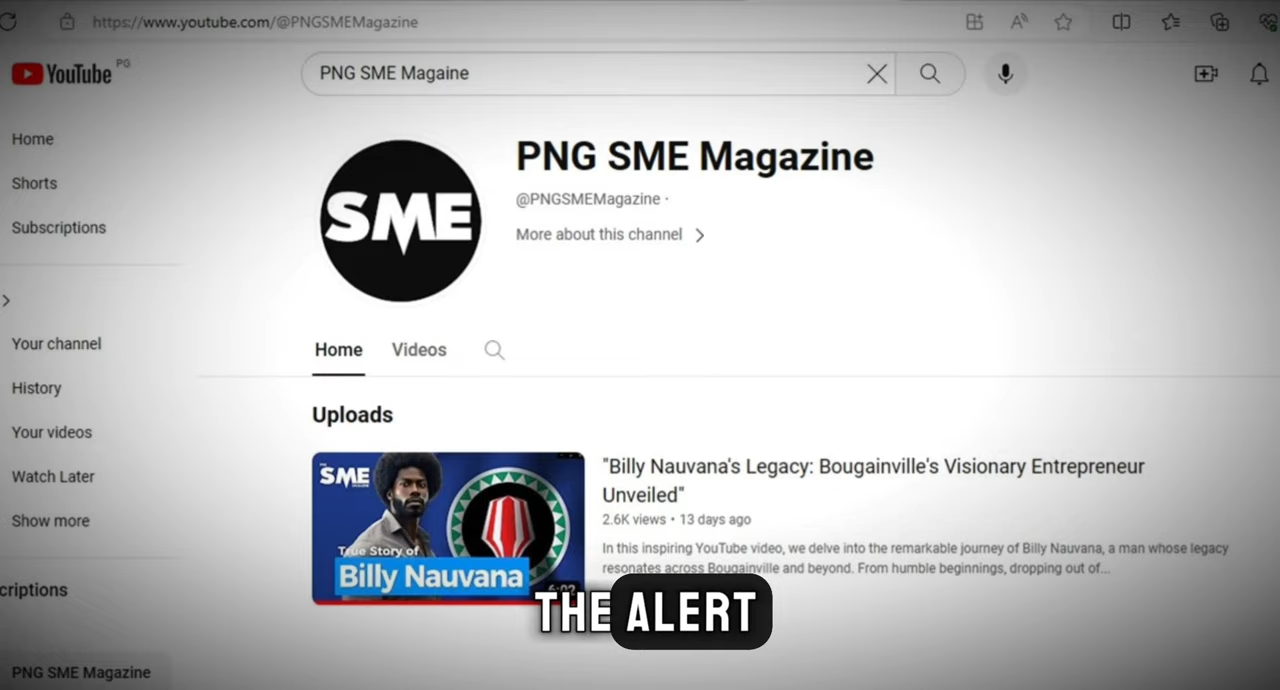 https://www.youtube.com/@PNGSMEMagazine
YouTube PG
PNG SME Magaine
Home
Shorts
Subscriptions
Your channel
History
Your videos
Watch Later
Show more
criptions
PNG SME Magazine
SME
PNG SME Magazine
@PNGSMEMagazine ·
More about this channel
Home
Videos
Uploads
SME
True Story of
Billy Nauvana
6:02
"Billy Nauvana's Legacy: Bougainville's Visionary Entrepreneur
Unveiled"
2.6K views • 13 days ago
In this inspiring YouTube video, we delve into the remarkable journey of Billy Nauvana, a man whose legacy
resonates across Bougainville and beyond. From humble beginnings, dropping out of...
THE ALERT